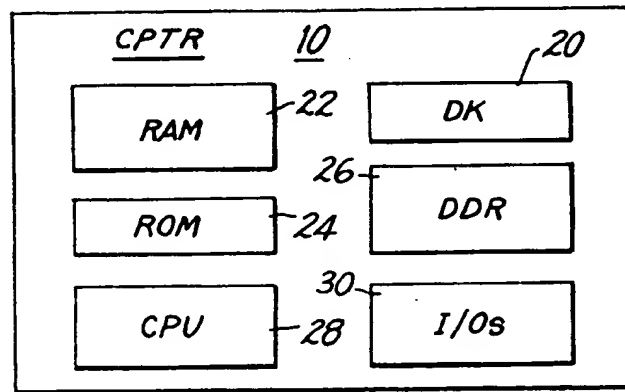 CPTR 10
20
RAM 22
DK
26
DDR
ROM 24
30
CPU 28
I/Os